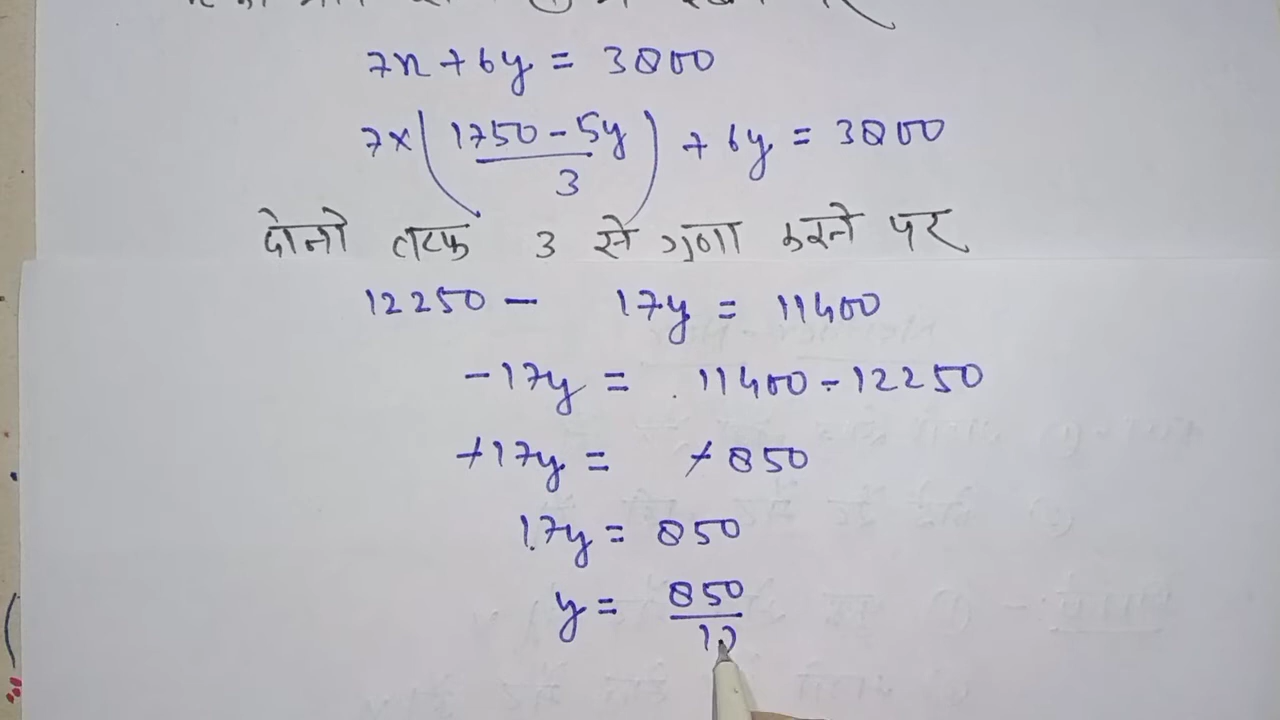 7x + 6y = 3800
7 × ( 1750 - 5y / 3 ) + 6y = 3800
दोनो तरफ 3 से गुणा करने पर
12250 - 17y = 11400
-17y = 11400 - 12250
+17y = +850
17y = 850
y = 850 /